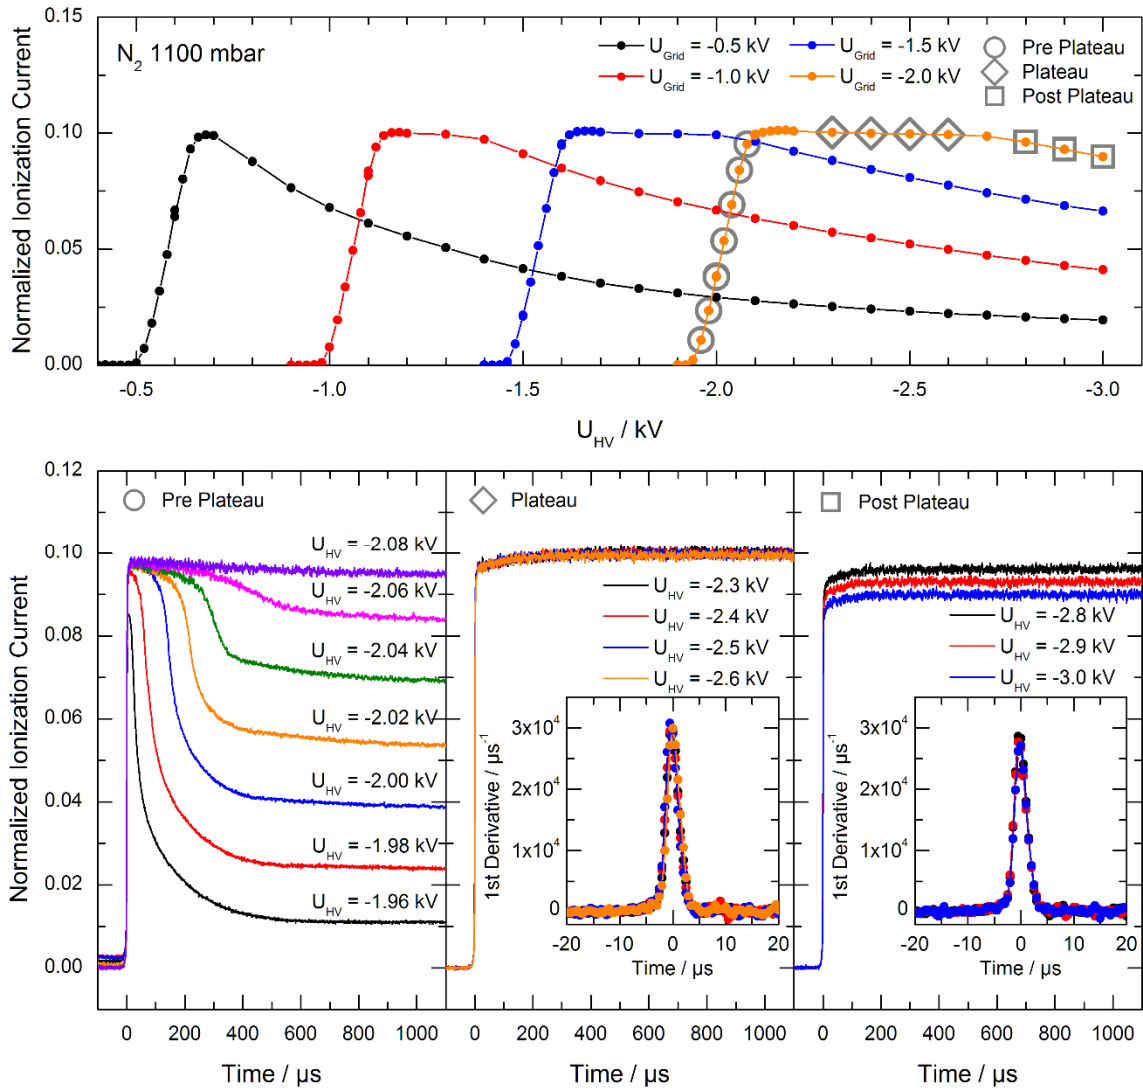 N2 1100 mbar
UGrid = -0.5 kV
UGrid = -1.5 kV
Pre Plateau
UGrid = -1.0 kV
UGrid = -2.0 kV
Plateau
Post Plateau
Normalized Ionization Current
0.15
0.10
0.05
0.00
-0.5
-1.0
-1.5
-2.0
-2.5
-3.0
UHV / kV
Normalized Ionization Current
0.12
0.10
0.08
0.06
0.04
0.02
0.00
Pre Plateau
UHV = -2.08 kV
UHV = -2.06 kV
UHV = -2.04 kV
UHV = -2.02 kV
UHV = -2.00 kV
UHV = -1.98 kV
UHV = -1.96 kV
0 200 400 600 800 1000
Time / µs
Plateau
UHV = -2.3 kV
UHV = -2.4 kV
UHV = -2.5 kV
UHV = -2.6 kV
1st Derivative / µs-1
3x10^4
2x10^4
1x10^4
0
-20 -10 0 10 20
Time / µs
0 200 400 600 800 1000
Time / µs
Post Plateau
UHV = -2.8 kV
UHV = -2.9 kV
UHV = -3.0 kV
1st Derivative / µs-1
3x10^4
2x10^4
1x10^4
0
-20 -10 0 10 20
Time / µs
0 200 400 600 800 1000
Time / µs